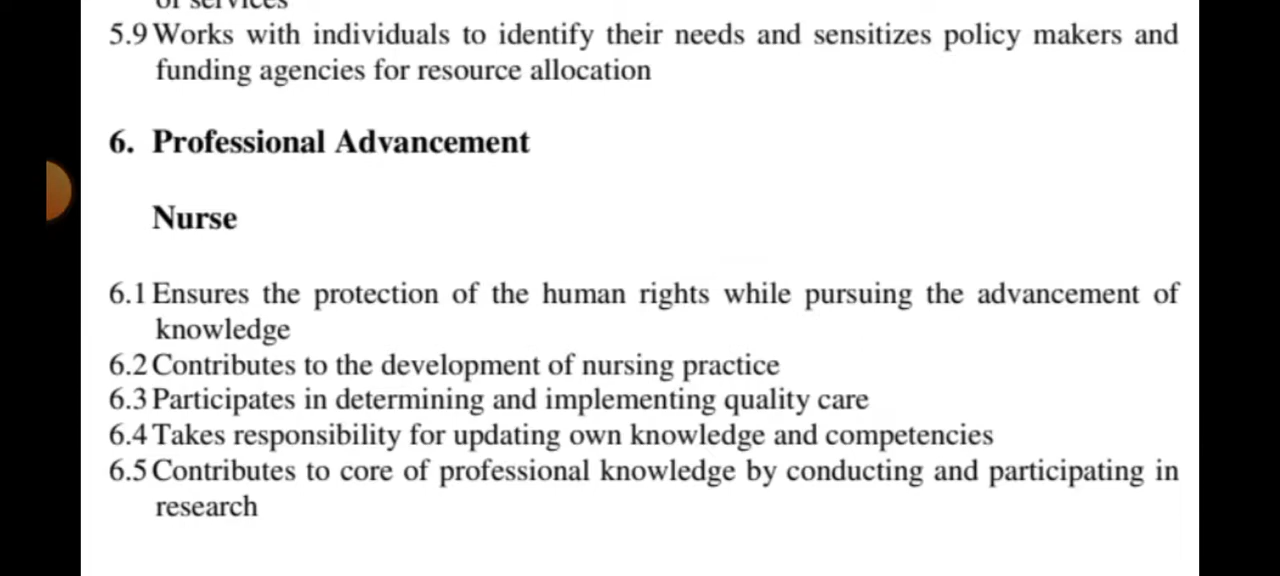 of services
5.9 Works with individuals to identify their needs and sensitizes policy makers and
funding agencies for resource allocation
6. Professional Advancement
Nurse
6.1 Ensures the protection of the human rights while pursuing the advancement of
knowledge
6.2 Contributes to the development of nursing practice
6.3 Participates in determining and implementing quality care
6.4 Takes responsibility for updating own knowledge and competencies
6.5 Contributes to core of professional knowledge by conducting and participating in
research